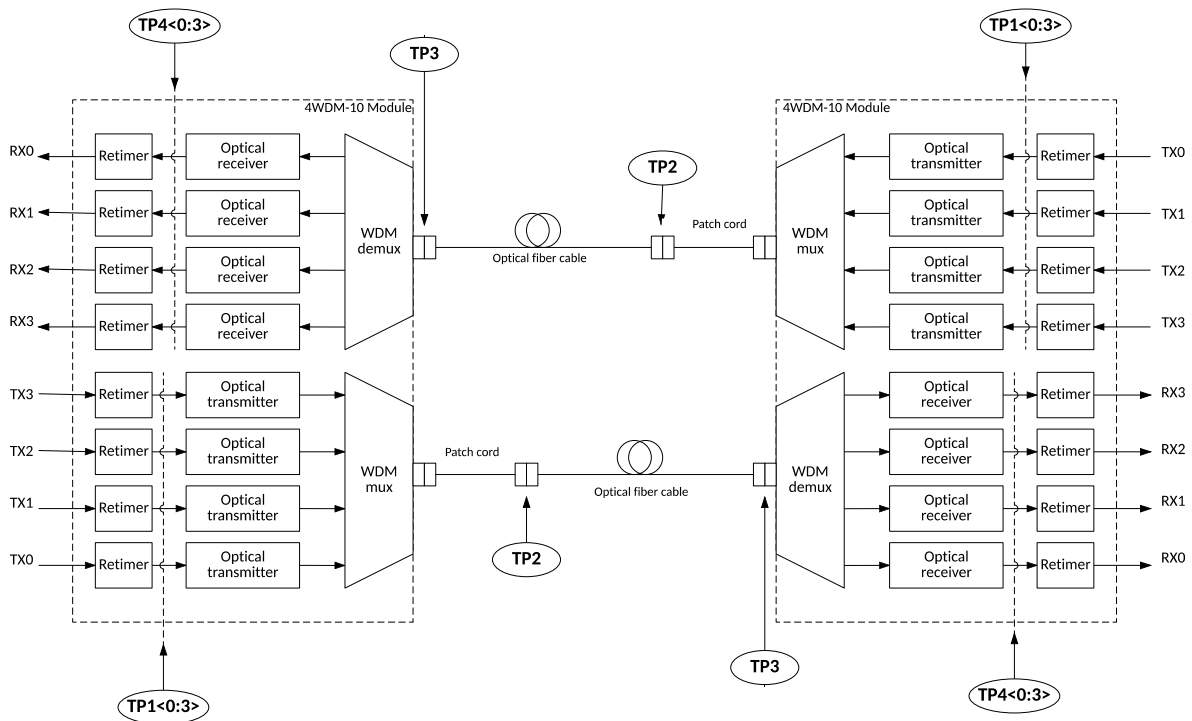 TP4<0:3>
TP1<0:3>
TP3
4WDM-10 Module
4WDM-10 Module
RX0
Retimer
Optical
receiver
Optical
transmitter
Retimer
TX0
TP2
RX1
Retimer
Optical
receiver
Optical
transmitter
Retimer
TX1
WDM
demux
Patch cord
WDM
mux
Optical fiber cable
RX2
Retimer
Optical
receiver
Optical
transmitter
Retimer
TX2
RX3
Retimer
Optical
receiver
Optical
transmitter
Retimer
TX3
TX3
Retimer
Optical
transmitter
Optical
receiver
Retimer
RX3
TX2
Retimer
Optical
transmitter
Patch cord
Optical
receiver
Retimer
RX2
WDM
mux
Optical fiber cable
WDM
demux
TX1
Retimer
Optical
transmitter
Optical
receiver
Retimer
RX1
TX0
Retimer
Optical
transmitter
TP2
Optical
receiver
Retimer
RX0
TP3
TP1<0:3>
TP4<0:3>